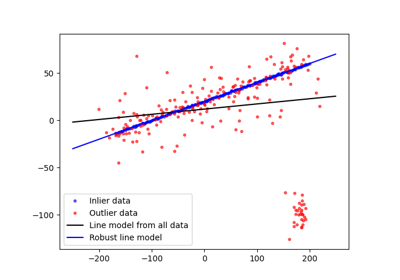 50
0
−50
−100
Inlier data
Outlier data
Line model from all data
Robust line model
−200
−100
0
100
200